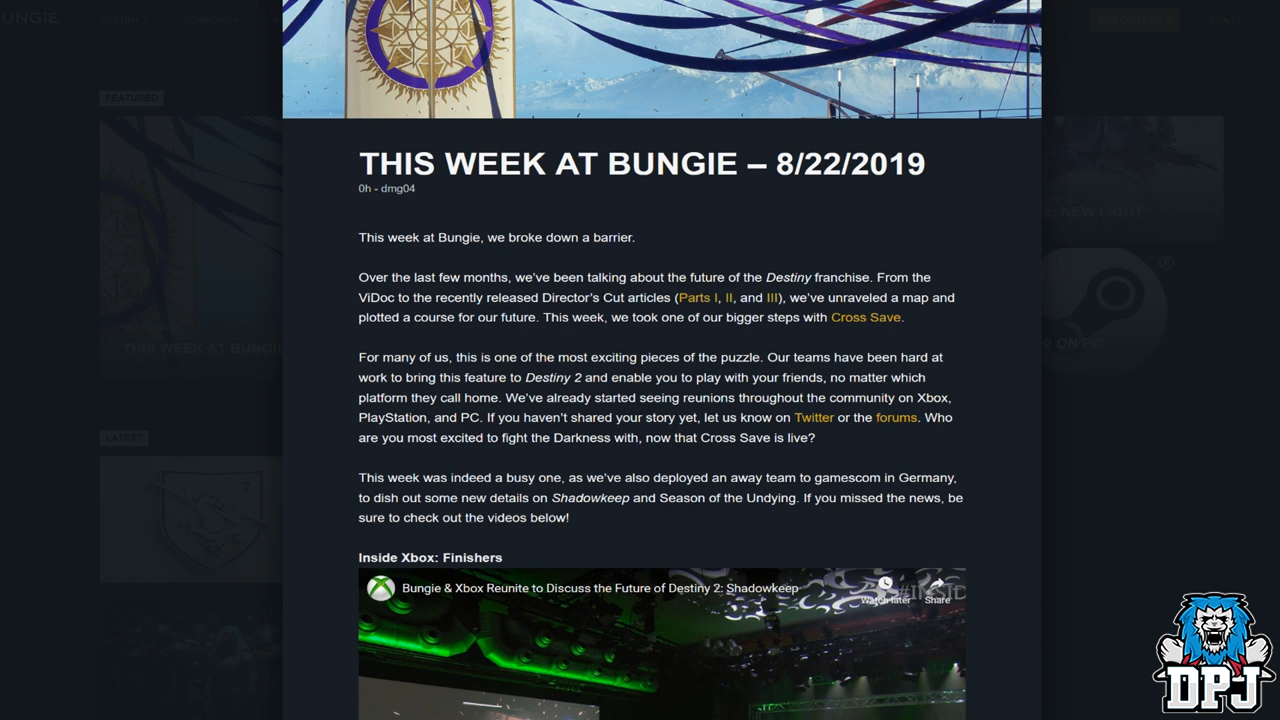 UNGIE
FEATURED
THIS WEEK AT BUNGIE – 8/22/2019
0h - dmg04
This week at Bungie, we broke down a barrier.
Over the last few months, we've been talking about the future of the Destiny franchise. From the
ViDoc to the recently released Director's Cut articles (Parts I, II, and III), we've unraveled a map and
plotted a course for our future. This week, we took one of our bigger steps with Cross Save.
For many of us, this is one of the most exciting pieces of the puzzle. Our teams have been hard at
work to bring this feature to Destiny 2 and enable you to play with your friends, no matter which
platform they call home. We've already started seeing reunions throughout the community on Xbox,
PlayStation, and PC. If you haven't shared your story yet, let us know on Twitter or the forums. Who
are you most excited to fight the Darkness with, now that Cross Save is live?
This week was indeed a busy one, as we've also deployed an away team to gamescom in Germany,
to dish out some new details on Shadowkeep and Season of the Undying. If you missed the news, be
sure to check out the videos below!
Inside Xbox: Finishers
Bungie & Xbox Reunite to Discuss the Future of Destiny 2: Shadowkeep
Watch later
Share
#INSID
THIS WEEK AT BUNGIE
NEW LIGHT
ON PC
LATEST
DPJ